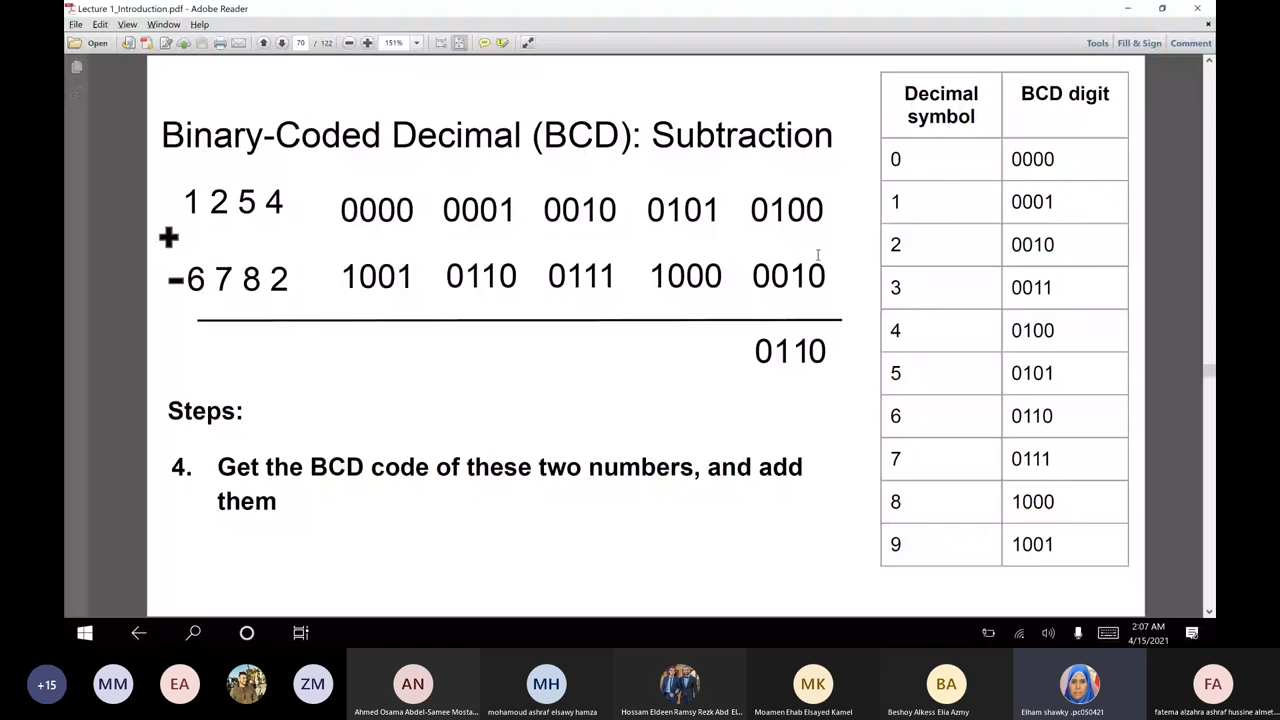 Lecture 1_Introduction.pdf - Adobe Reader
File Edit View Window Help
Open 70 / 122 151% Tools Fill & Sign Comment
Binary-Coded Decimal (BCD): Subtraction
1 2 5 4 0000 0001 0010 0101 0100
+
-6 7 8 2 1001 0110 0111 1000 0010
0110
Steps:
4. Get the BCD code of these two numbers, and add
them
Decimal symbol BCD digit
0 0000
1 0001
2 0010
3 0011
4 0100
5 0101
6 0110
7 0111
8 1000
9 1001
2:07 AM
4/15/2021
+15 MM EA ZM AN MH MK BA FA
Ahmed Osama Abdel-Samee Mosta... mohamoud ashraf elsawy hamza Hossam Eldeen Ramsy Rezk Abd El... Moamen Ehab Elsayed Kamel Beshoy Alkess Elia Azmy Elham shawky .pc050421 fatema alzahra ashraf hussine almet...